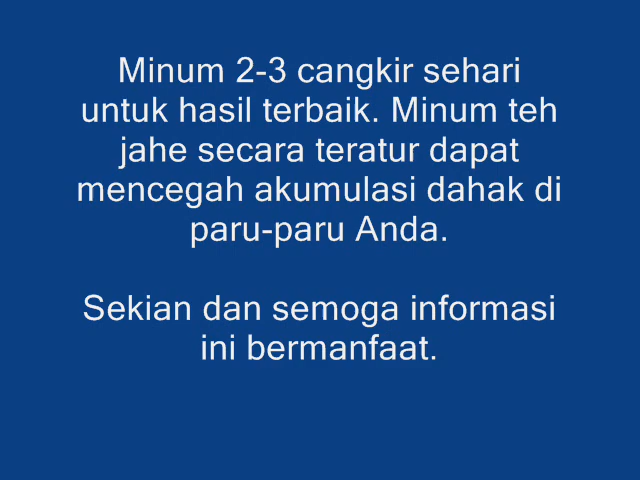 Minum 2-3 cangkir sehari
untuk hasil terbaik. Minum teh
jahe secara teratur dapat
mencegah akumulasi dahak di
paru-paru Anda.
Sekian dan semoga informasi
ini bermanfaat.